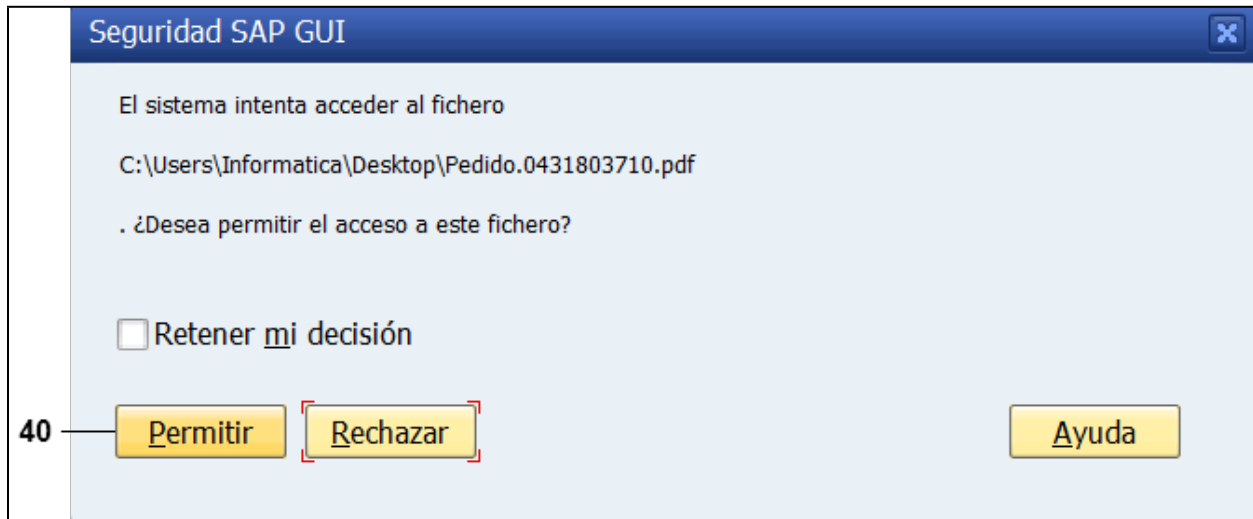 Seguridad SAP GUI
El sistema intenta acceder al fichero
C:\Users\Informatica\Desktop\Pedido.0431803710.pdf
. ¿Desea permitir el acceso a este fichero?
Retener mi decisión
40 Permitir Rechazar Ayuda